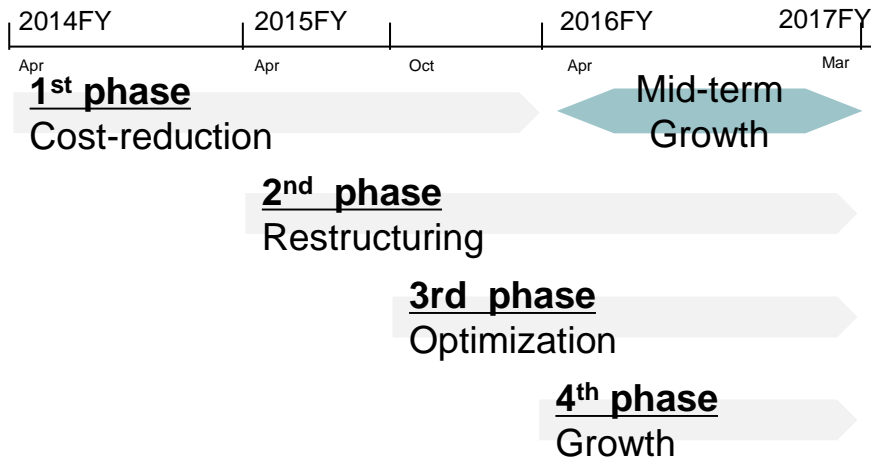 2014FY 2015FY 2016FY 2017FY
Apr Apr Oct Apr Mar
1st phase
Cost-reduction
Mid-term
Growth
2nd phase
Restructuring
3rd phase
Optimization
4th phase
Growth